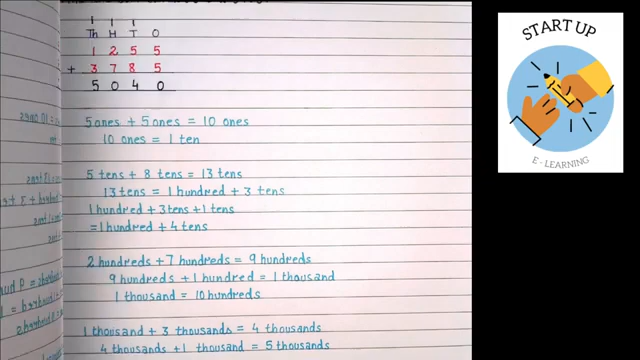 1 1 1
Th H T O
1 2 5 5
+ 3 7 8 5
5 0 4 0
5 ones + 5 ones = 10 ones
10 ones = 1 ten
5 tens + 8 tens = 13 tens
13 tens = 1 hundred + 3 tens
1 hundred + 3 tens + 1 tens
= 1 hundred + 4 tens
2 hundreds + 7 hundreds = 9 hundreds
9 hundreds + 1 hundred = 1 thousand
1 thousand = 10 hundreds
1 thousand + 3 thousands = 4 thousands
4 thousands + 1 thousand = 5 thousands
START UP
E - LEARNING